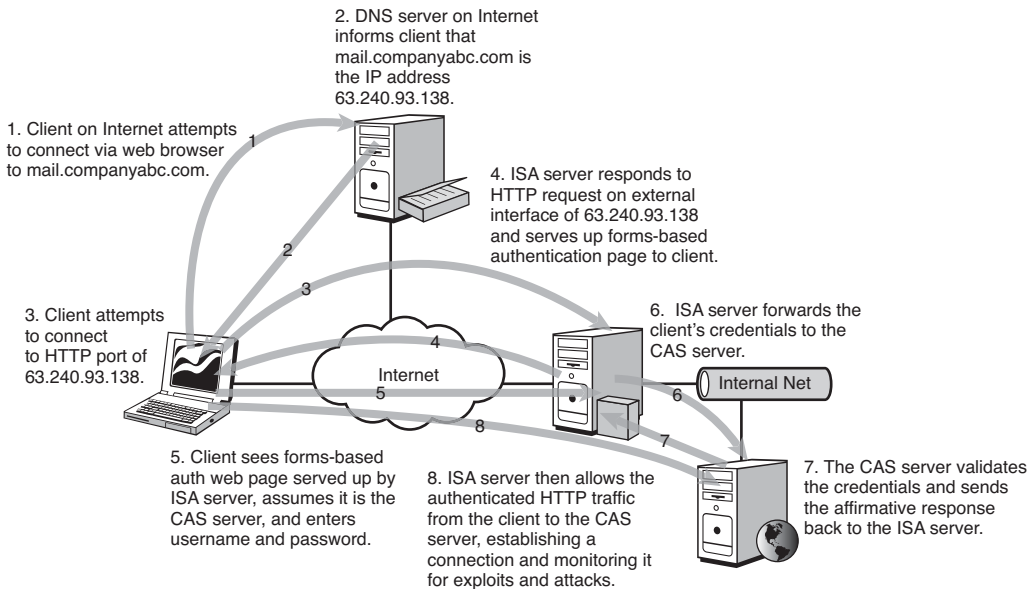 2. DNS server on Internet
informs client that
mail.companyabc.com is
the IP address
63.240.93.138.
1. Client on Internet attempts
to connect via web browser
to mail.companyabc.com.
1
4. ISA server responds to
HTTP request on external
interface of 63.240.93.138
and serves up forms-based
authentication page to client.
2
3
3. Client attempts
to connect
to HTTP port of
63.240.93.138.
6. ISA server forwards the
client's credentials to the
CAS server.
4
Internet
5
6
Internal Net
8
7
5. Client sees forms-based
auth web page served up by
ISA server, assumes it is the
CAS server, and enters
username and password.
8. ISA server then allows the
authenticated HTTP traffic
from the client to the CAS
server, establishing a
connection and monitoring it
for exploits and attacks.
7. The CAS server validates
the credentials and sends
the affirmative response
back to the ISA server.